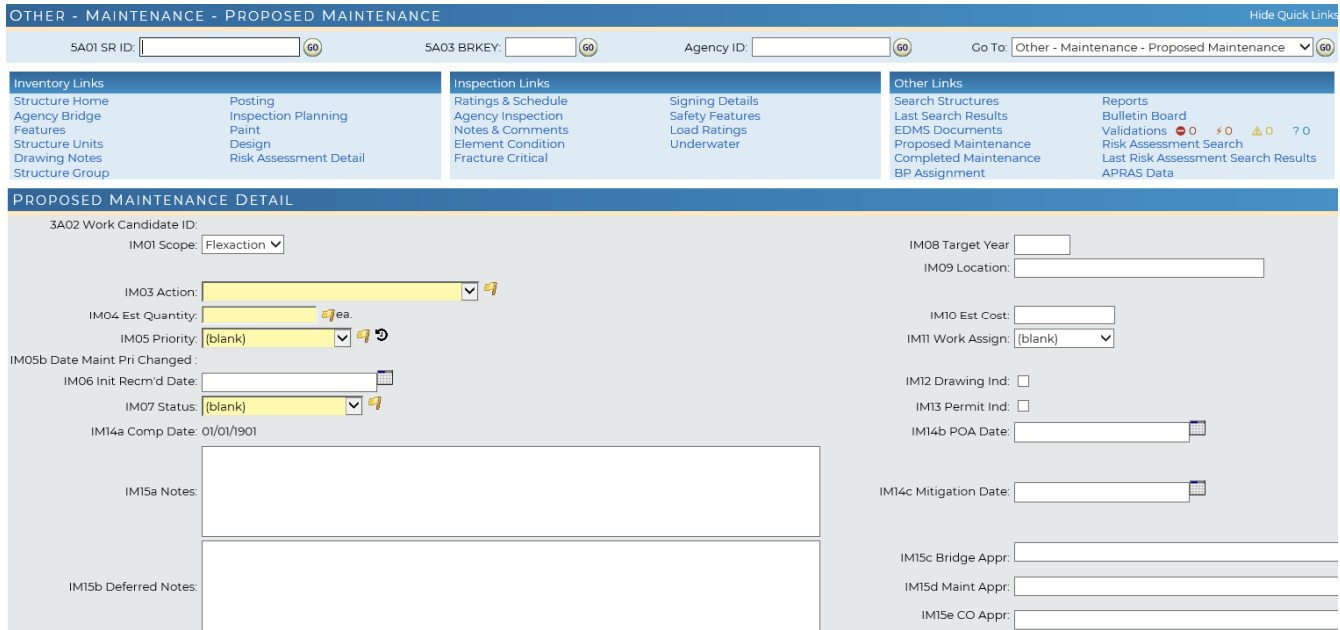 OTHER - MAINTENANCE - PROPOSED MAINTENANCE Hide Quick Links
5A01 SR ID: GO 5A03 BRKEY: GO Agency ID: GO Go To: Other - Maintenance - Proposed Maintenance GO
Inventory Links
Structure Home Posting
Agency Bridge Inspection Planning
Features Paint
Structure Units Design
Drawing Notes Risk Assessment Detail
Structure Group
Inspection Links
Ratings & Schedule Signing Details
Agency Inspection Safety Features
Notes & Comments Load Ratings
Element Condition Underwater
Fracture Critical
Other Links
Search Structures Reports
Last Search Results Bulletin Board
EDMS Documents Validations 0 0 0 ? 0
Proposed Maintenance Risk Assessment Search
Completed Maintenance Last Risk Assessment Search Results
BP Assignment APRAS Data
PROPOSED MAINTENANCE DETAIL
3A02 Work Candidate ID:
IM01 Scope: Flexaction IM08 Target Year
IM09 Location:
IM03 Action:
IM04 Est Quantity: ea. IM10 Est Cost:
IM05 Priority: (blank) IM11 Work Assign: (blank)
IM05b Date Maint Pri Changed :
IM06 Init Recm'd Date: IM12 Drawing Ind:
IM07 Status: (blank) IM13 Permit Ind:
IM14a Comp Date: 01/01/1901 IM14b POA Date:
IM15a Notes: IM14c Mitigation Date:
IM15c Bridge Appr:
IM15b Deferred Notes: IM15d Maint Appr:
IM15e CO Appr: